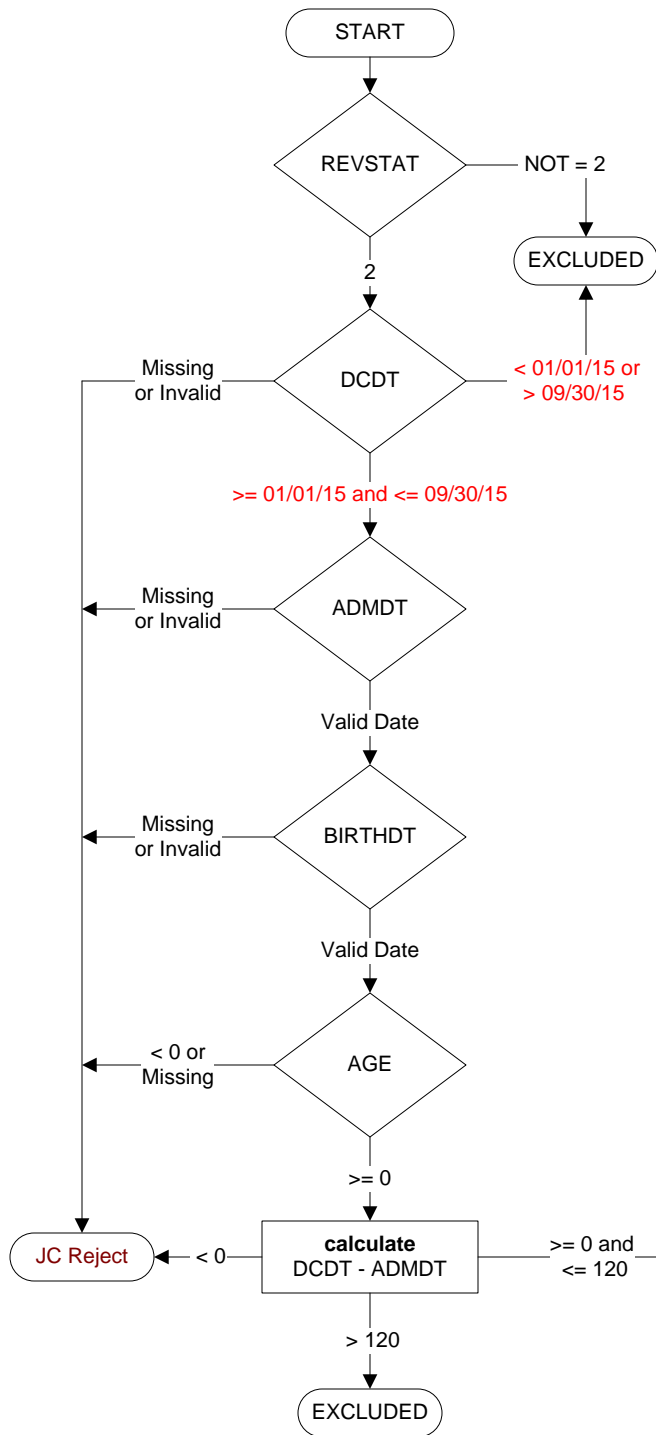 START
REVSTAT
NOT = 2
EXCLUDED
2
Missing
or Invalid
DCDT
< 01/01/15 or
> 09/30/15
>= 01/01/15 and <= 09/30/15
Missing
or Invalid
ADMDT
Valid Date
Missing
or Invalid
BIRTHDT
Valid Date
< 0 or
Missing
AGE
>= 0
JC Reject
< 0
calculate
DCDT - ADMDT
>= 0 and
<= 120
> 120
EXCLUDED